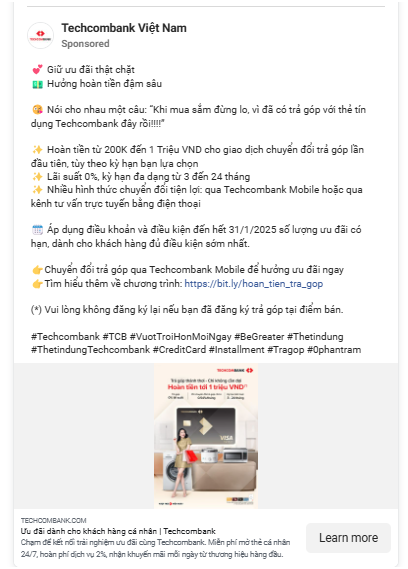 Techcombank Việt Nam
Sponsored
💕 Giữ ưu đãi thật chặt
💵 Hưởng hoàn tiền đậm sâu
😘 Nói cho nhau một câu: "Khi mua sắm đừng lo, vì đã có trả góp với thẻ tín
dụng Techcombank đây rồi!!!!"
✨ Hoàn tiền từ 200K đến 1 Triệu VND cho giao dịch chuyển đổi trả góp lần
đầu tiên, tùy theo kỳ hạn bạn lựa chọn
✨ Lãi suất 0%, kỳ hạn đa dạng từ 3 đến 24 tháng
✨ Nhiều hình thức chuyển đổi tiện lợi: qua Techcombank Mobile hoặc qua
kênh tư vấn trực tuyến bằng điện thoại
🗓️ Áp dụng điều khoản và điều kiện đến hết 31/1/2025 số lượng ưu đãi có
hạn, dành cho khách hàng đủ điều kiện sớm nhất.
👉Chuyển đổi trả góp qua Techcombank Mobile để hưởng ưu đãi ngay
👉Tìm hiểu thêm về chương trình: https://bit.ly/hoan_tien_tra_gop
(*) Vui lòng không đăng ký lại nếu bạn đã đăng ký trả góp tại điểm bán.
#Techcombank #TCB #VuotTroiHonMoiNgay #BeGreater #Thetindung
#ThetindungTechcombank #CreditCard #Installment #Tragop #0phantram
TECHCOMBANK
Hoàn tiền tới 1 triệu VND
VISA
TECHCOMBANK.COM
Ưu đãi dành cho khách hàng cá nhân | Techcombank
Chạm để kết nối trải nghiệm ưu đãi cùng Techcombank. Miễn phí mở thẻ cá nhân
24/7, hoàn phí dịch vụ 2%, nhận khuyến mãi mỗi ngày từ thương hiệu hàng đầu.
Learn more